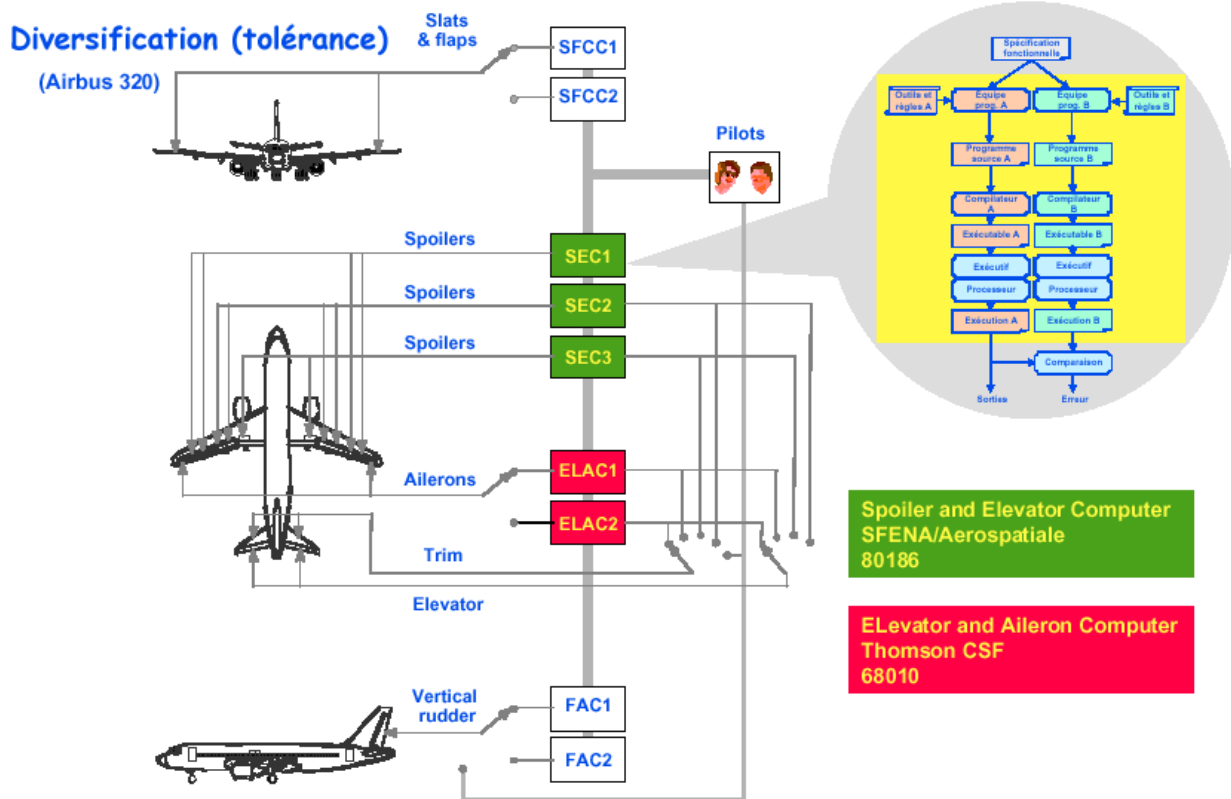 Diversification (tolérance)
(Airbus 320)
Slats
& flaps
SFCC1
SFCC2
Pilots
Spoilers
SEC1
Spoilers
SEC2
Spoilers
SEC3
Ailerons
ELAC1
ELAC2
Trim
Elevator
Vertical
rudder
FAC1
FAC2
Spécification
fonctionnelle
Outils et
règles A
Equipe
prog. A
Equipe
prog. B
Outils et
règles B
Programme
source A
Programme
source B
Compilateur
A
Compilateur
B
Exécutable A
Exécutable B
Exécutif
Exécutif
Processeur
Processeur
Exécution A
Exécution B
Comparaison
Sorties
Erreur
Spoiler and Elevator Computer
SFENA/Aerospatiale
80186
ELevator and Aileron Computer
Thomson CSF
68010